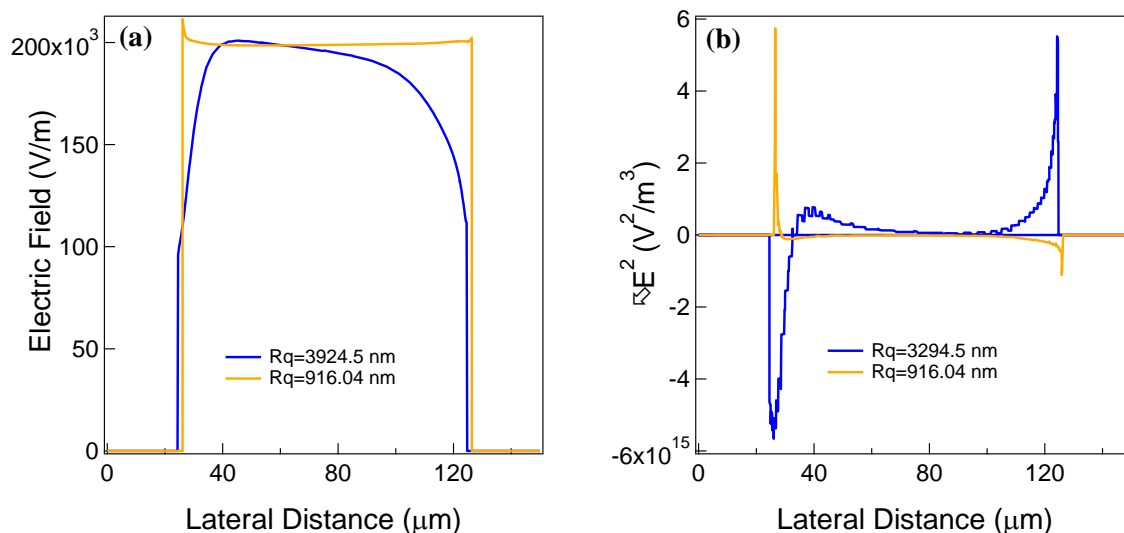 (a)
200x10³
150
100
50
0
Electric Field (V/m)
Rq=3924.5 nm
Rq=916.04 nm
0
40
80
120
Lateral Distance (μm)
(b)
6
4
2
0
-2
-4
-6x10¹⁵
⇖E² (V²/m³)
Rq=3294.5 nm
Rq=916.04 nm
0
40
80
120
Lateral Distance (μm)